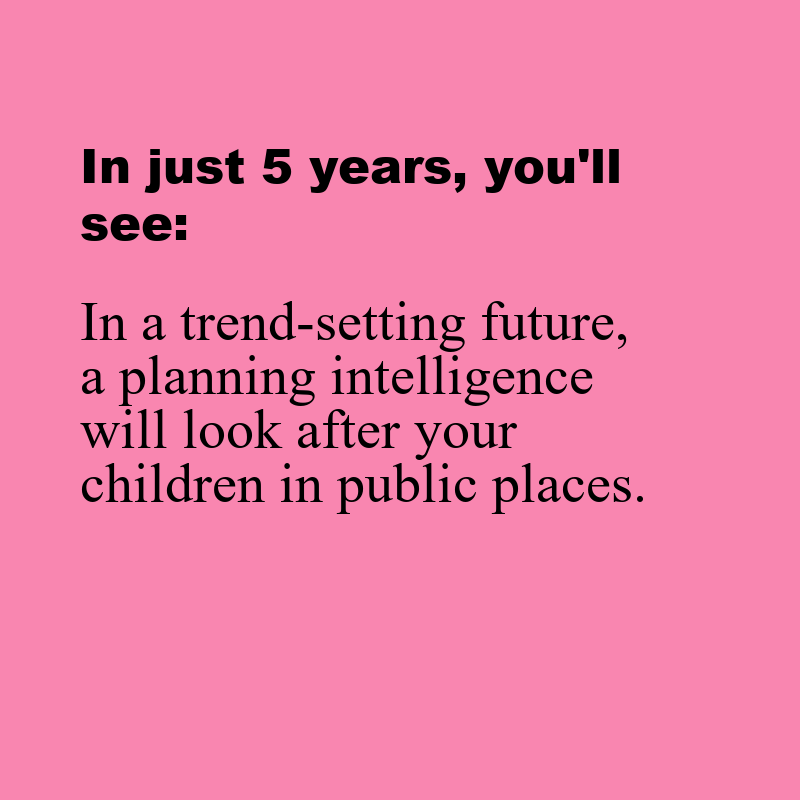 In just 5 years, you'll
see:
In a trend-setting future,
a planning intelligence
will look after your
children in public places.